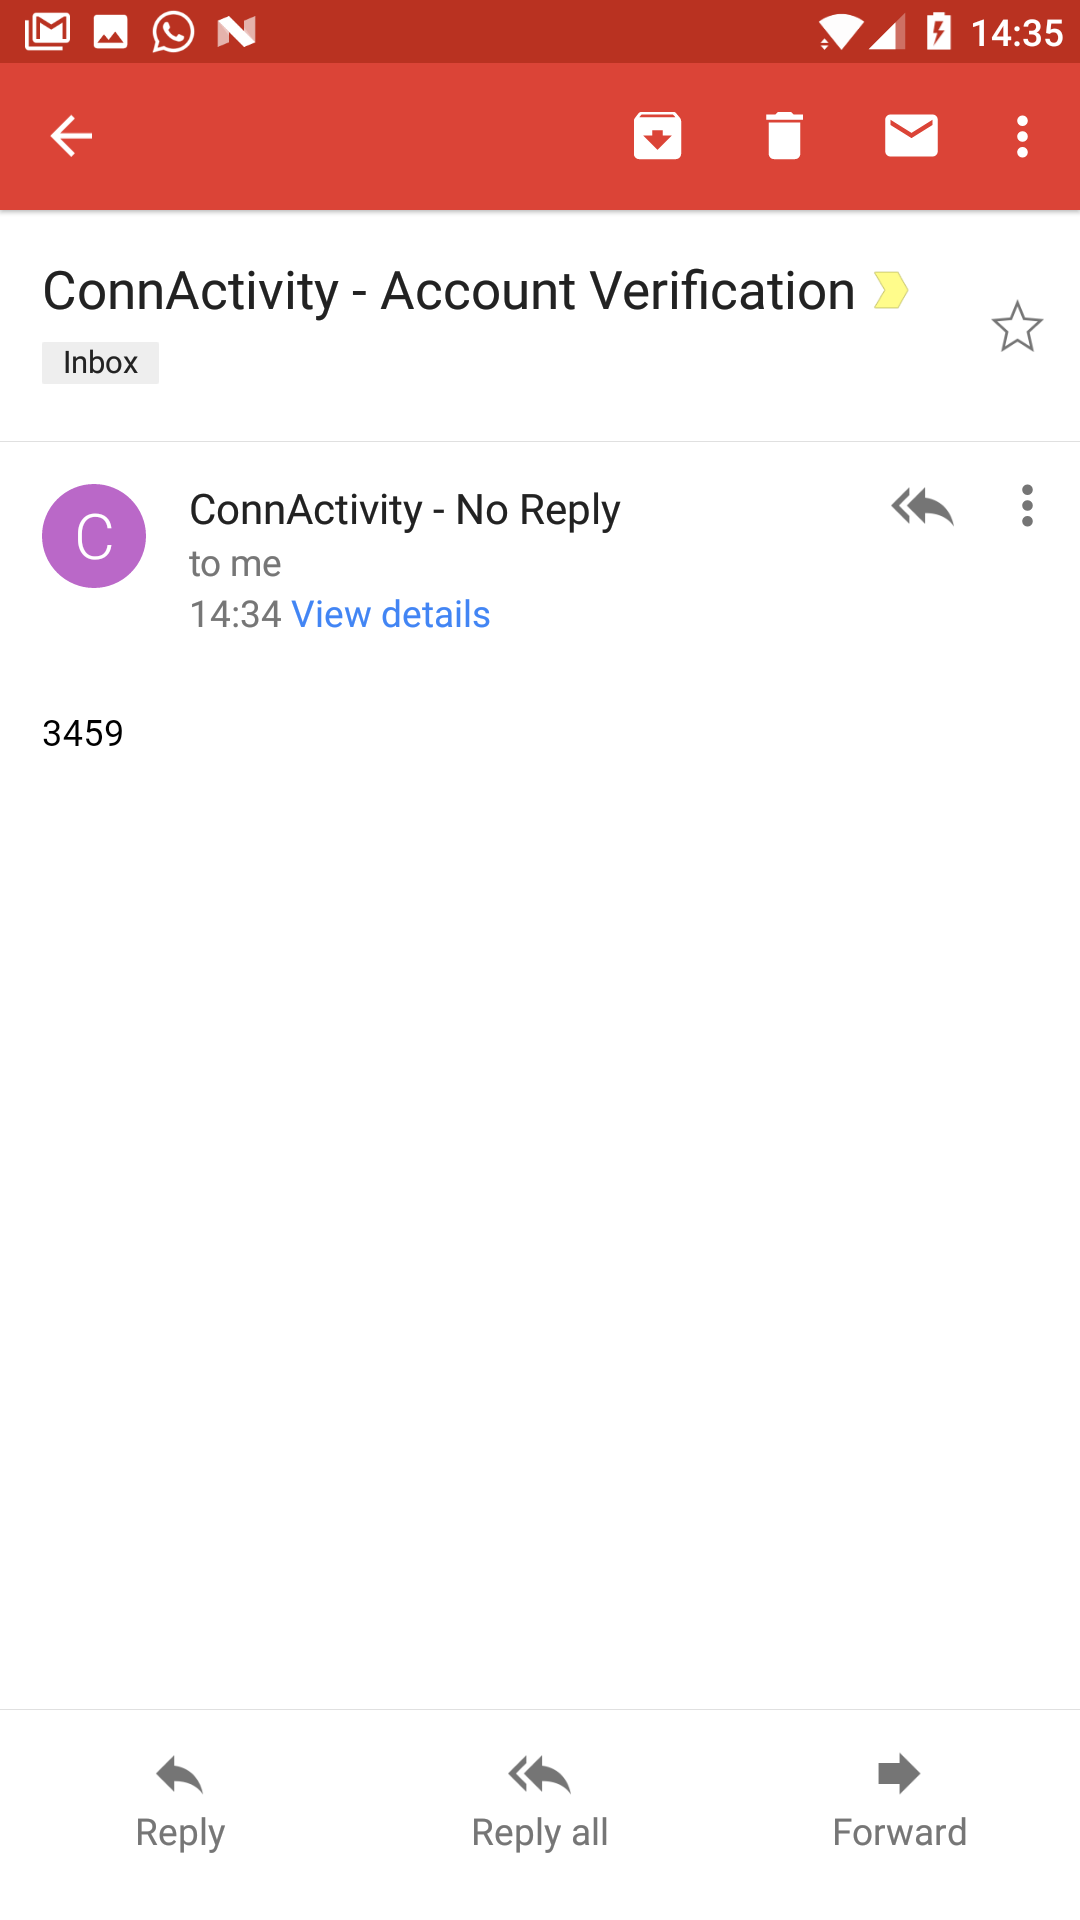 14:35
ConnActivity - Account Verification
Inbox
C
ConnActivity - No Reply
to me
14:34 View details
3459
Reply
Reply all
Forward